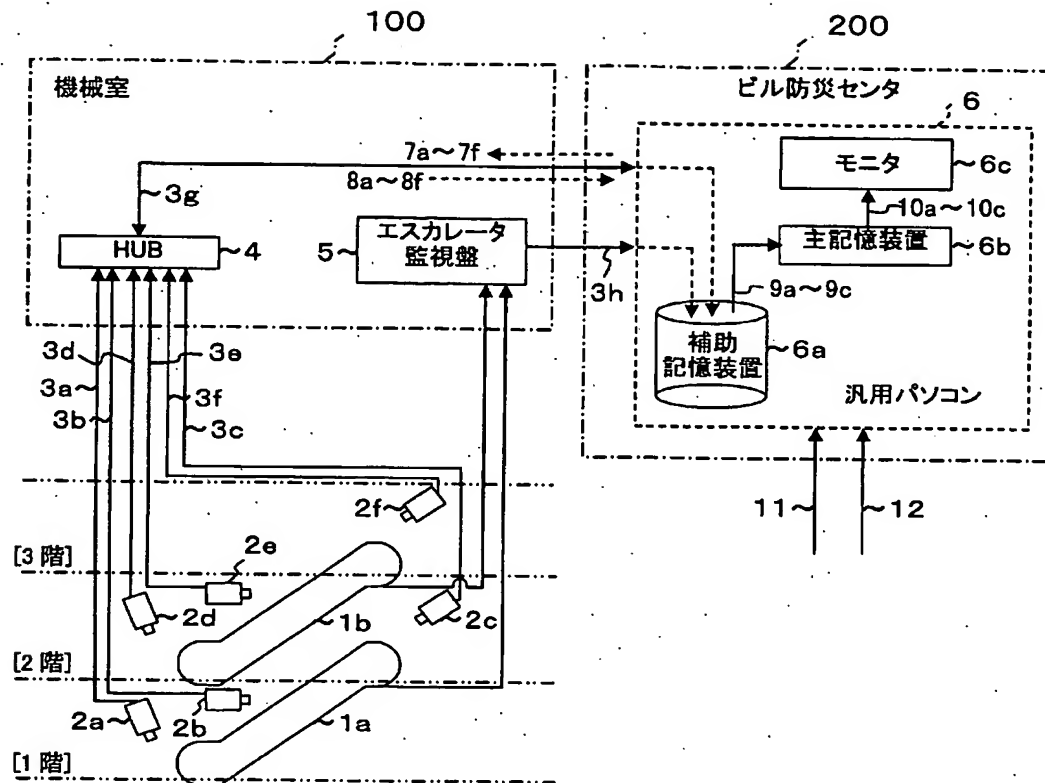 100
200
機械室
ビル防災センタ
6
7a～7f
モニタ
6c
8a～8f
3g
10a～10c
HUB
4
5
エスカレータ
監視盤
主記憶装置
6b
3h
9a～9c
補助
記憶装置
6a
汎用パソコン
3d
3e
3a
3f
3b
3c
2f
11
12
[3階]
2e
2d
1b
2c
[2階]
2a
2b
1a
[1階]